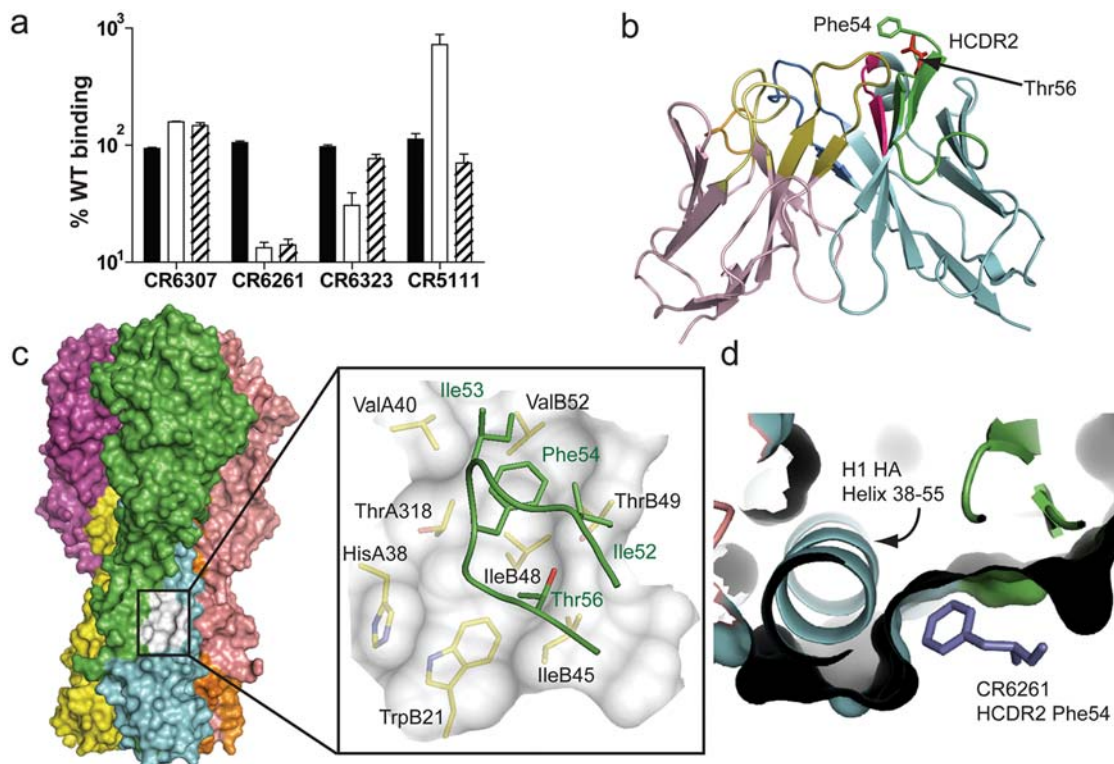 a
10³
10²
10¹
% WT binding
CR6307 CR6261 CR6323 CR5111
b
Phe54
HCDR2
Thr56
c
Ile53
ValA40
ValB52
Phe54
ThrA318
ThrB49
HisA38
Ile52
IleB48
Thr56
IleB45
TrpB21
d
H1 HA
Helix 38-55
CR6261
HCDR2 Phe54